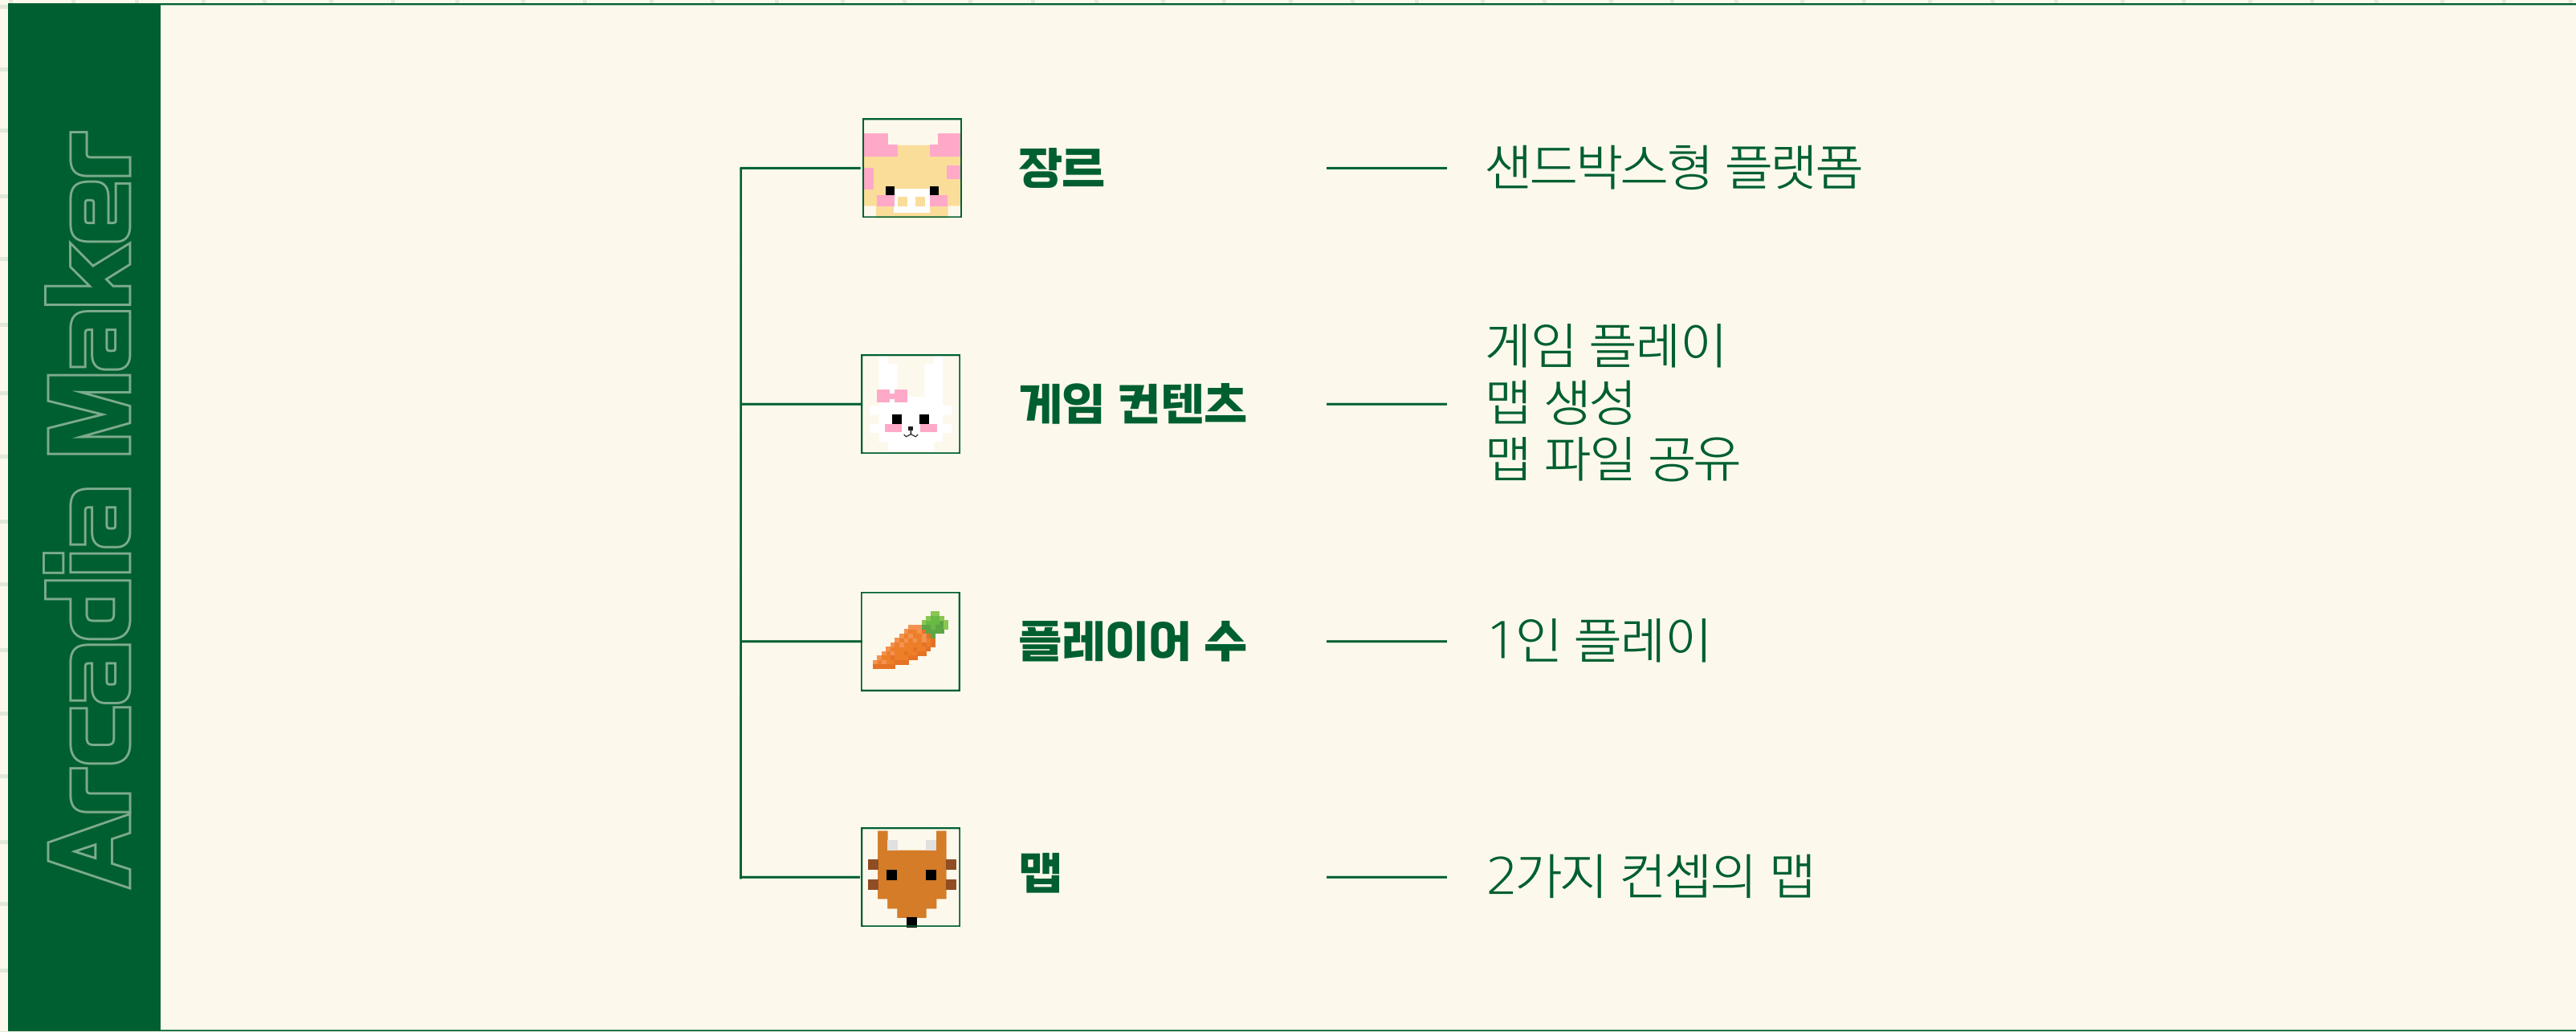 Arcadia Maker
장르
샌드박스형 플랫폼
게임 컨텐츠
게임 플레이
맵 생성
맵 파일 공유
플레이어 수
1인 플레이
맵
2가지 컨셉의 맵